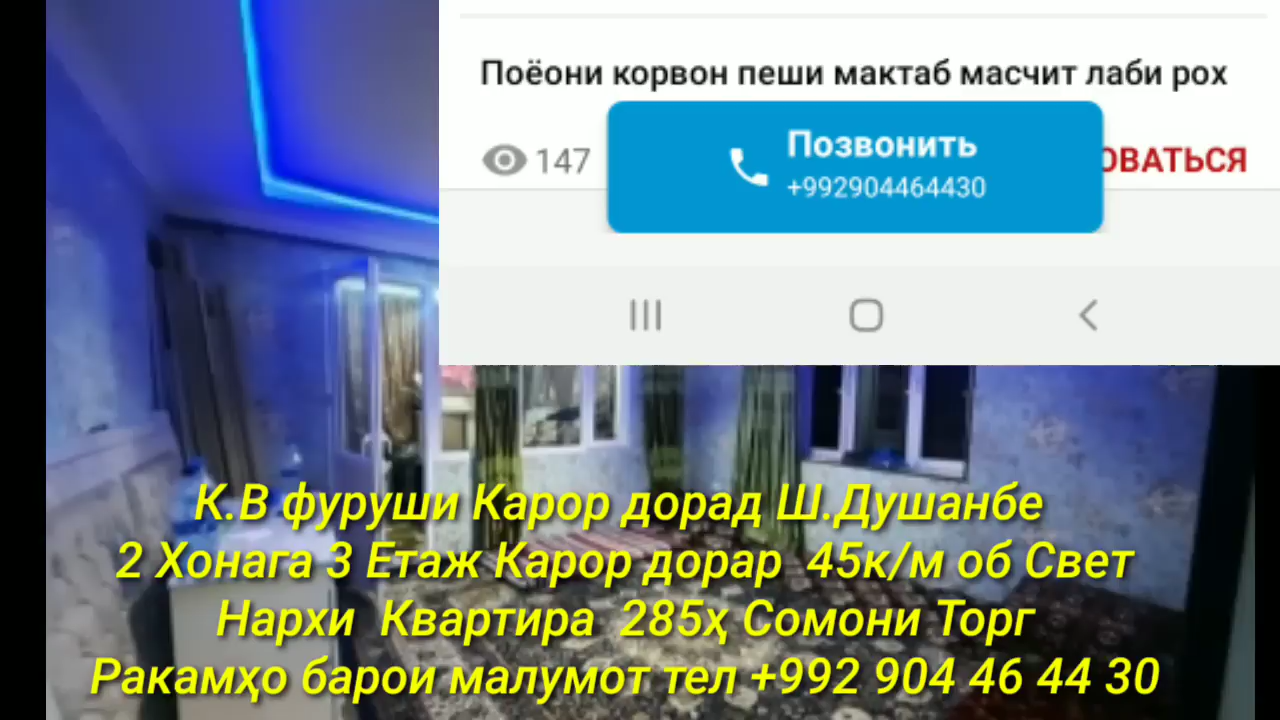 Поёони корвон пеши мактаб масчит лаби рох
147
Позвонить
+992904464430
ОВАТЬСЯ
К.В фуруши Карор дорад Ш.Душанбе
2 Хонага 3 Етаж Карор дорар 45к/м об Свет
Нархи Квартира 285ҳ Сомони Торг
Ракамҳо барои малумот тел +992 904 46 44 30